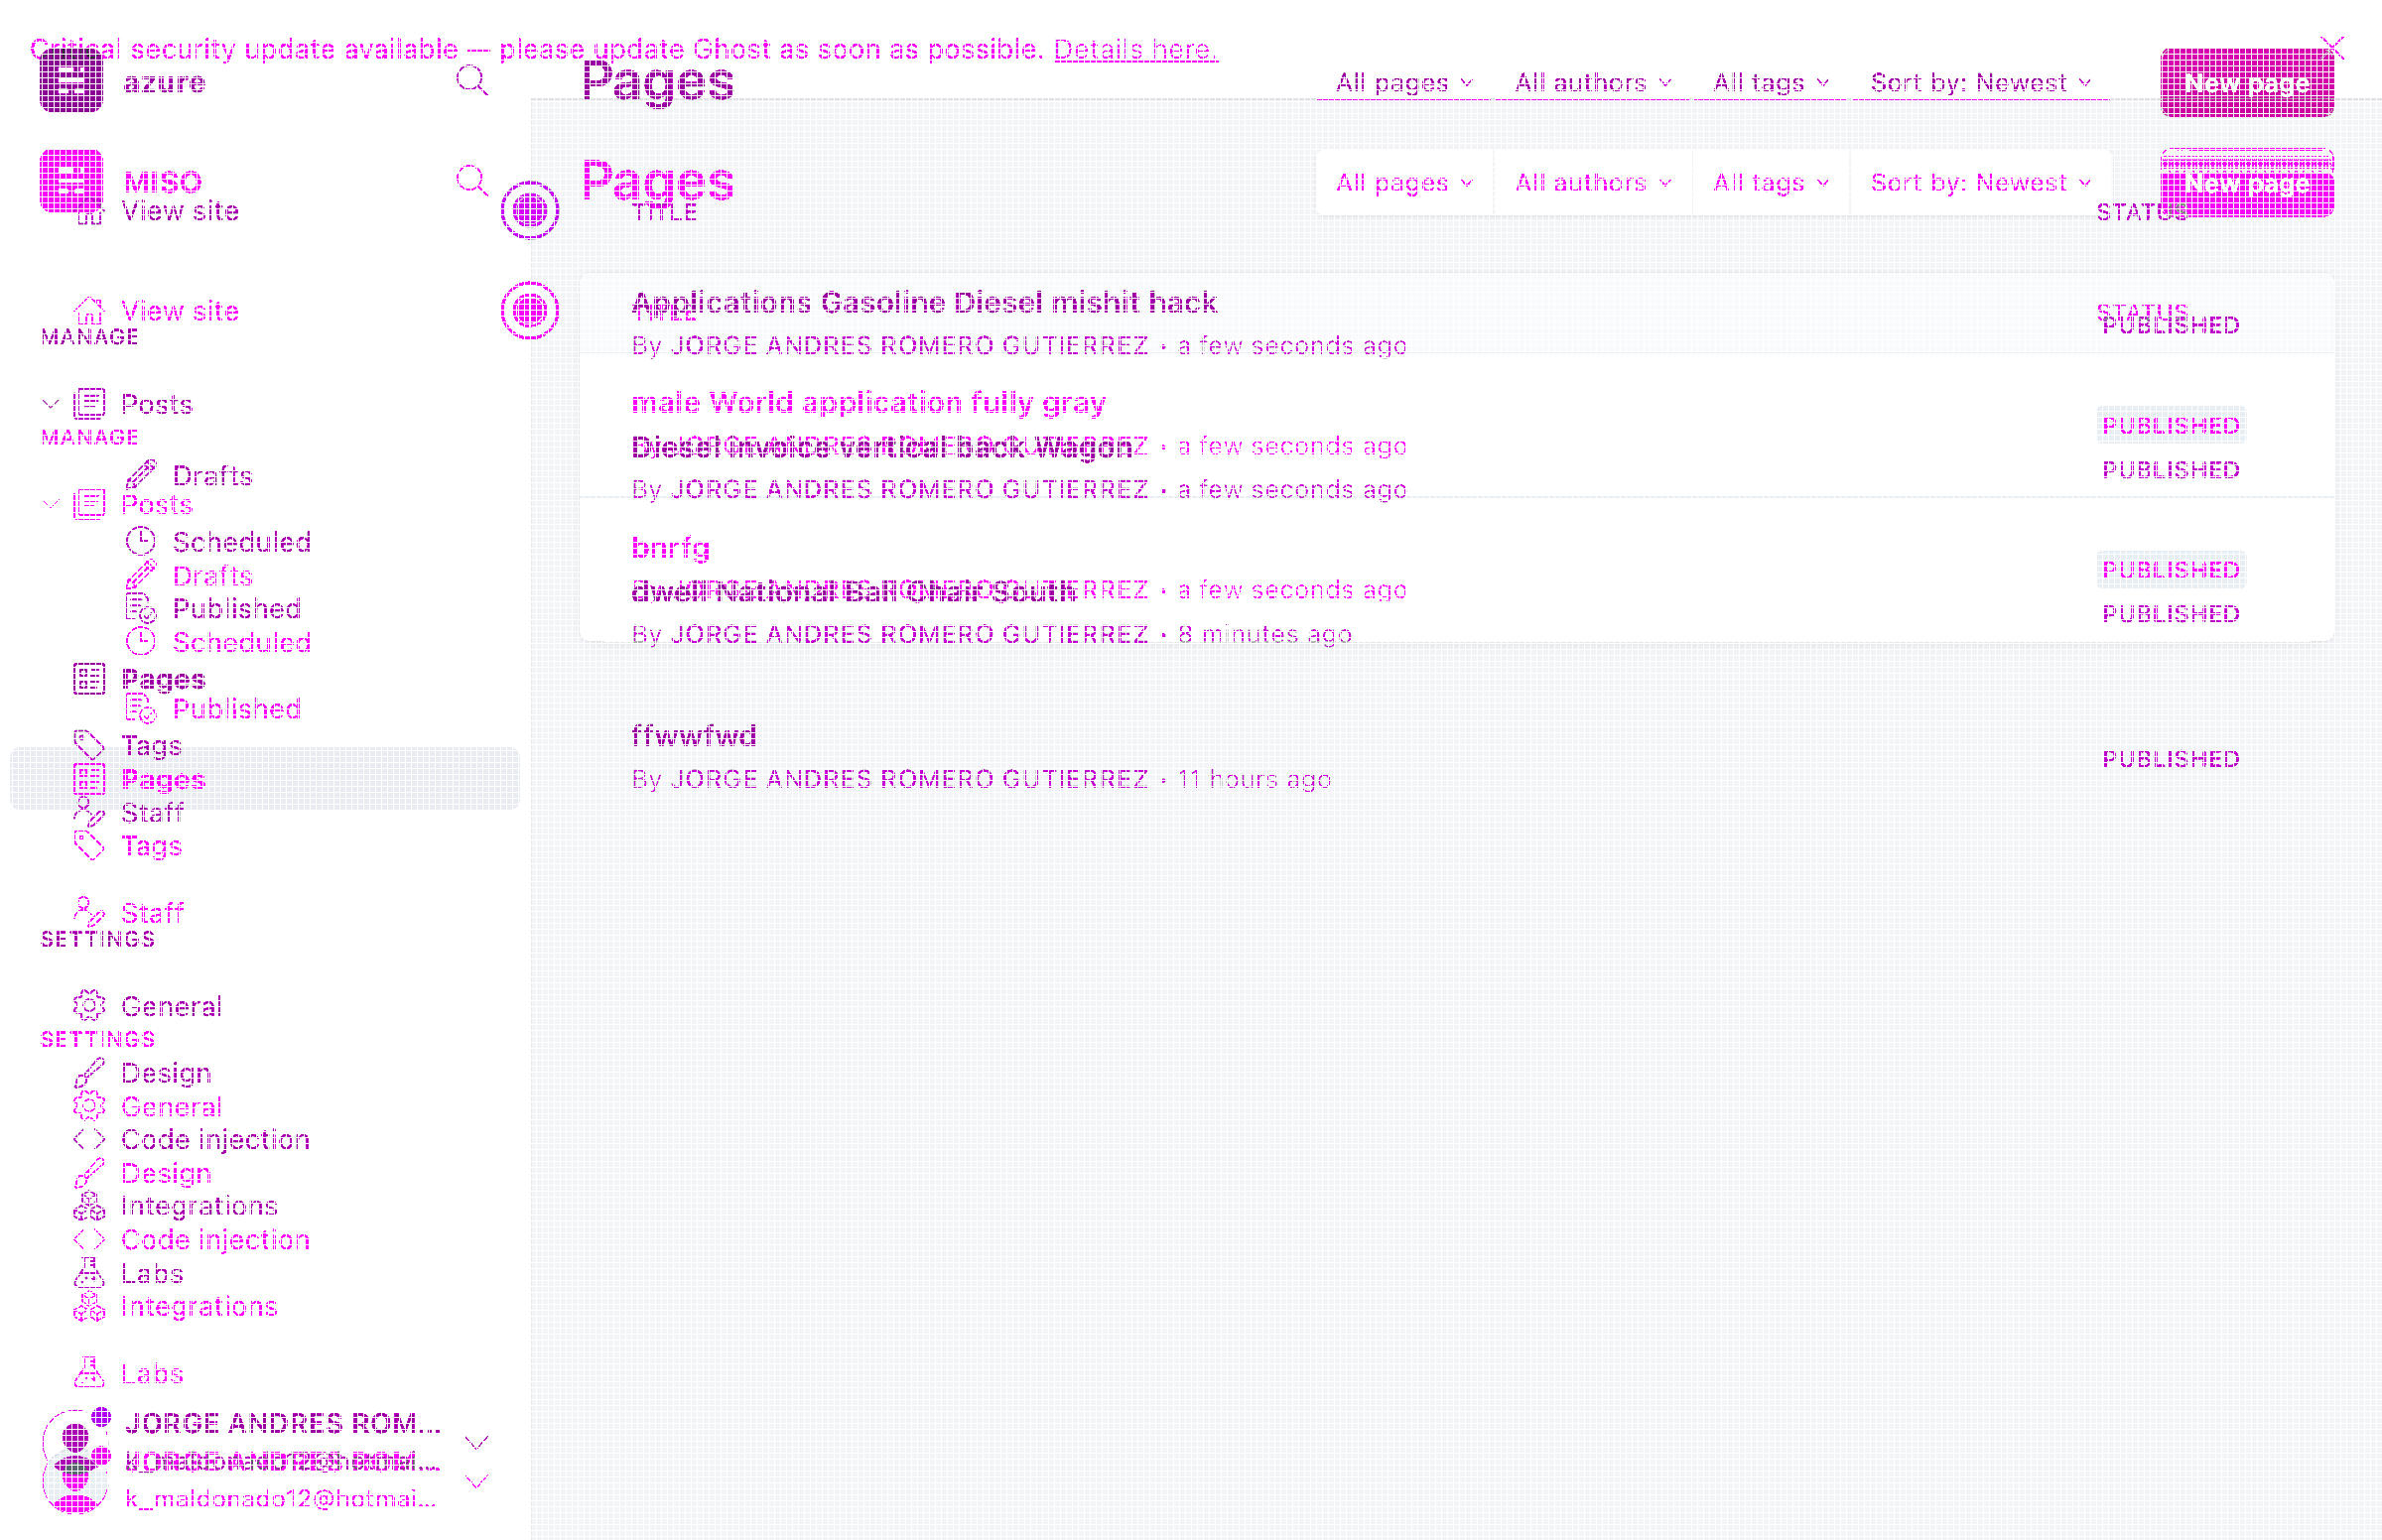 Critical security update available — please update Ghost as soon as possible. Details here.
azure
Pages
All pages
All authors
All tags
Sort by: Newest
New page
MISO
Pages
All pages
All authors
All tags
Sort by: Newest
New page
View site
TITLE
STATUS
View site
Applications Gasoline Diesel mishit hack
TITLE
STATUS
PUBLISHED
MANAGE
By JORGE ANDRES ROMERO GUTIERREZ • a few seconds ago
Posts
male World application fully gray
PUBLISHED
MANAGE
Diesel invoice vertical back Wagon
a few seconds ago
PUBLISHED
Drafts
By JORGE ANDRES ROMERO GUTIERREZ • a few seconds ago
Posts
Scheduled
bnrfg
PUBLISHED
Drafts
National Ball Chair South
a few seconds ago
Published
PUBLISHED
Scheduled
By JORGE ANDRES ROMERO GUTIERREZ • 8 minutes ago
Pages
Published
Tags
ffwwfwd
PUBLISHED
Pages
By JORGE ANDRES ROMERO GUTIERREZ • 11 hours ago
Staff
Tags
Staff
SETTINGS
General
SETTINGS
Design
General
Code injection
Design
Integrations
Code injection
Labs
Integrations
Labs
JORGE ANDRES ROM...
k_maldonado12@hotmai...